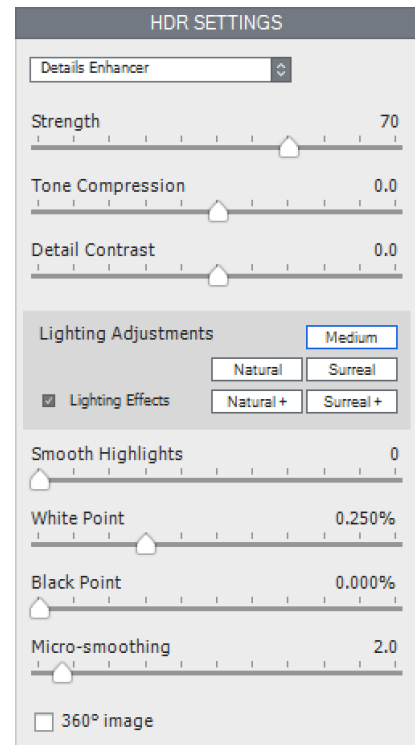 HDR SETTINGS
Details Enhancer
Strength 70
Tone Compression 0.0
Detail Contrast 0.0
Lighting Adjustments Medium
Natural Surreal
Lighting Effects Natural + Surreal +
Smooth Highlights 0
White Point 0.250%
Black Point 0.000%
Micro-smoothing 2.0
360º image